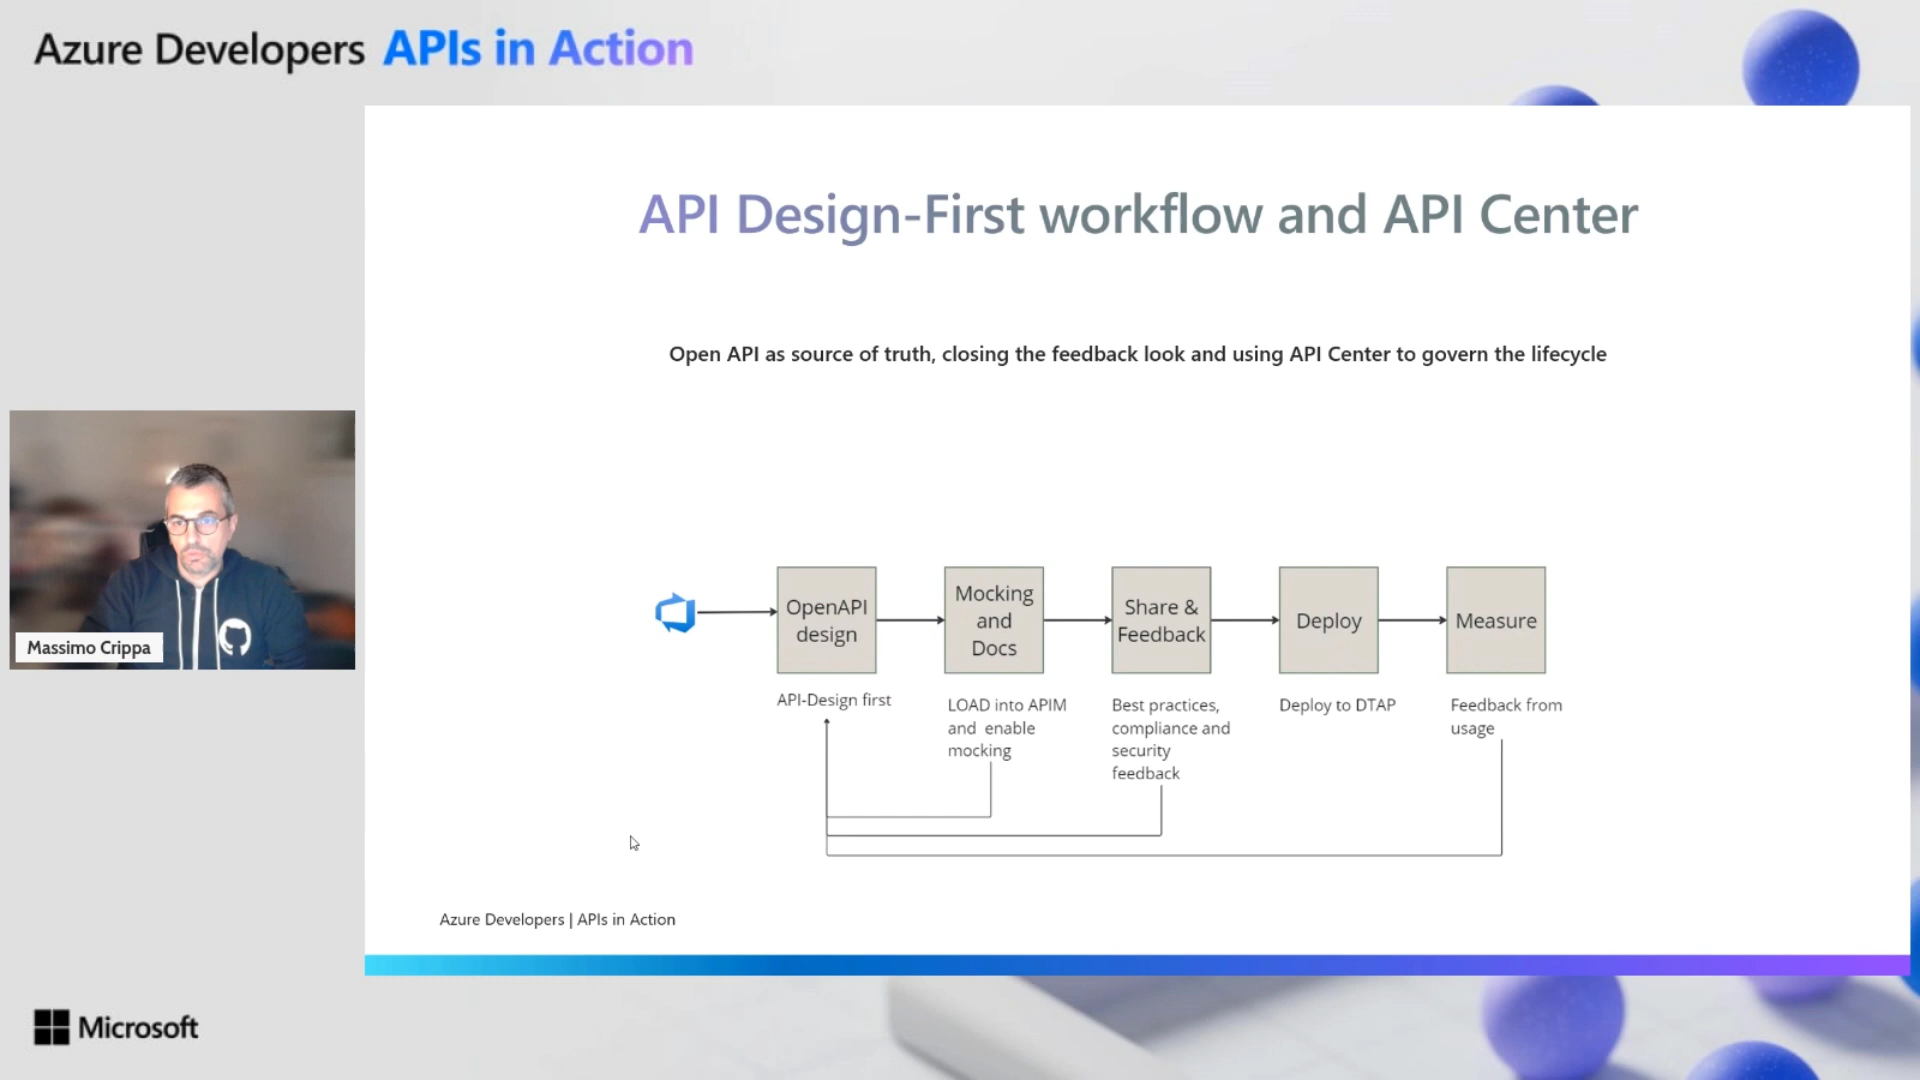 Azure Developers APIs in Action
API Design-First workflow and API Center
Open API as source of truth, closing the feedback look and using API Center to govern the lifecycle
OpenAPI
design
Mocking
and
Docs
Share &
Feedback
Deploy
Measure
API-Design first
LOAD into APIM
and enable
mocking
Best practices,
compliance and
security
feedback
Deploy to DTAP
Feedback from
usage
Massimo Crippa
Azure Developers | APIs in Action
Microsoft